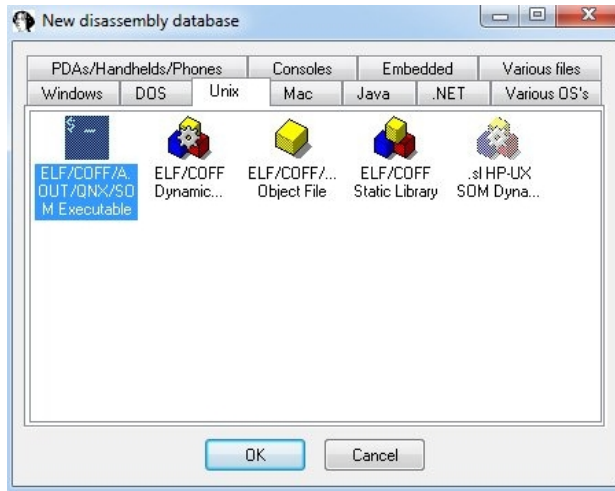 New disassembly database
PDAs/Handhelds/Phones Consoles Embedded Various files
Windows DOS Unix Mac Java .NET Various OS's
$ _
ELF/COFF/A. ELF/COFF ELF/COFF/... ELF/COFF .sl HP-UX
OUT/QNX/SO Dynamic... Object File Static Library SOM Dyna...
M Executable
OK Cancel